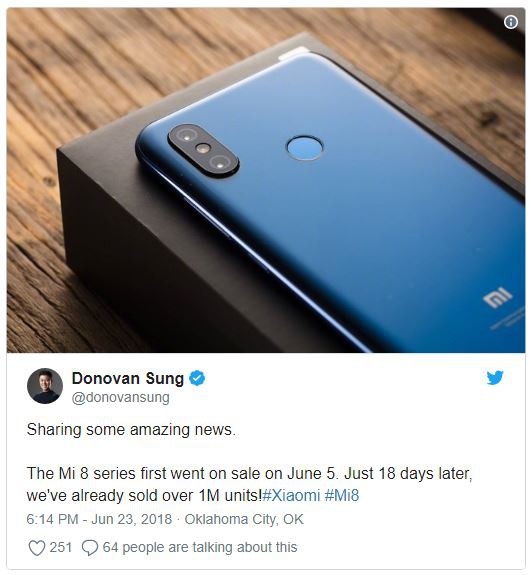 mi
Donovan Sung
@donovansung
Sharing some amazing news.
The Mi 8 series first went on sale on June 5. Just 18 days later,
we've already sold over 1M units!#Xiaomi #Mi8
6:14 PM - Jun 23, 2018 · Oklahoma City, OK
251 64 people are talking about this